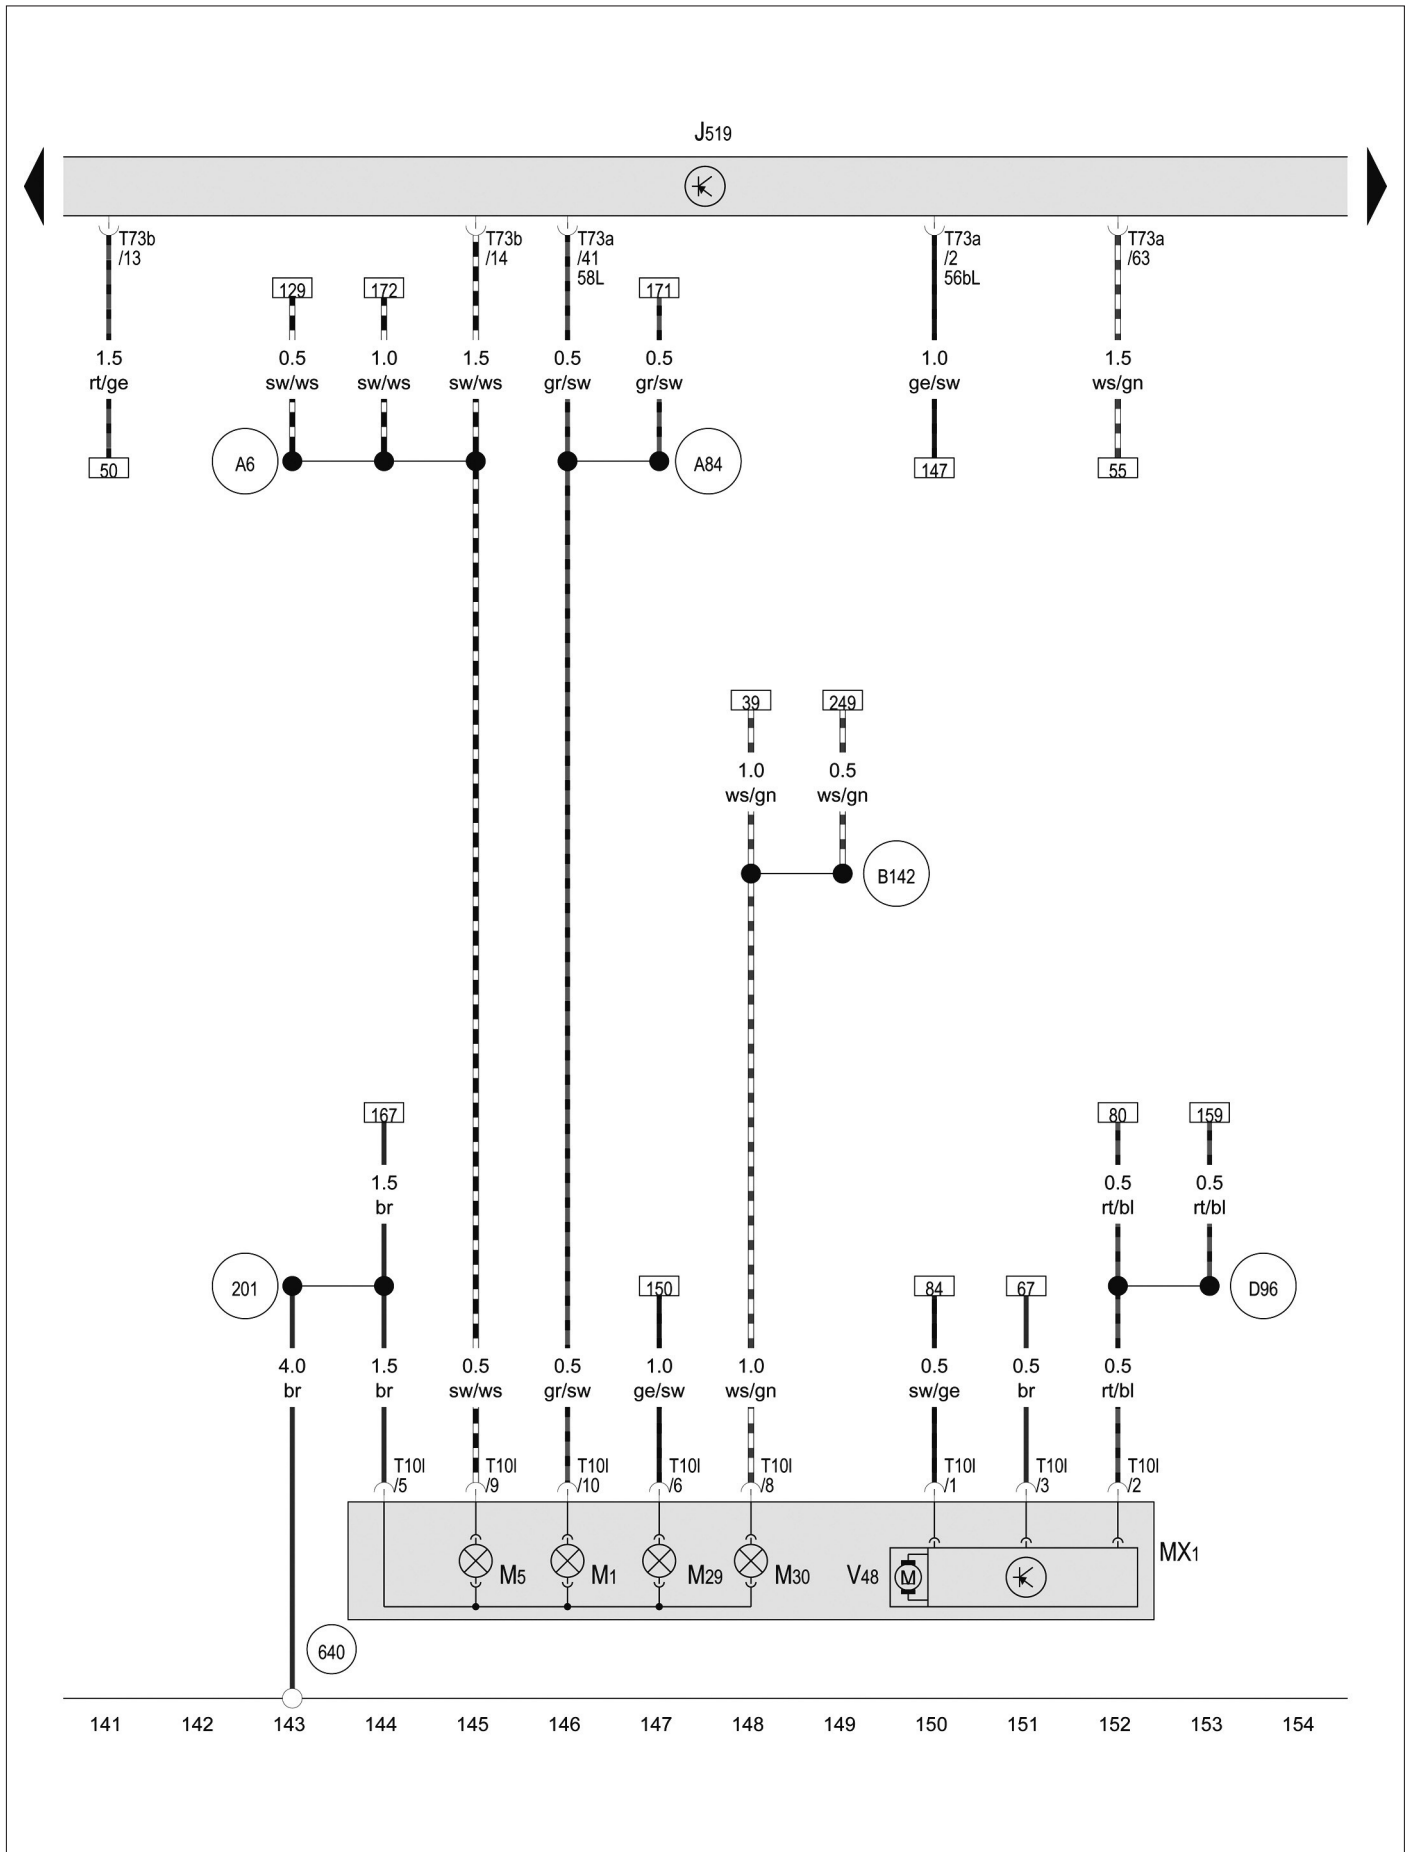 J519
T73b
/13
T73b
/14
T73a
/41
58L
T73a
/2
56bL
T73a
/63
129
172
171
1.5
rt/ge
0.5
sw/ws
1.0
sw/ws
1.5
sw/ws
0.5
gr/sw
0.5
gr/sw
1.0
ge/sw
1.5
ws/gn
50
A6
A84
147
55
39
249
1.0
ws/gn
0.5
ws/gn
B142
167
80
159
1.5
br
0.5
rt/bl
0.5
rt/bl
201
150
84
67
D96
4.0
br
1.5
br
0.5
sw/ws
0.5
gr/sw
1.0
ge/sw
1.0
ws/gn
0.5
sw/ge
0.5
br
0.5
rt/bl
T10l
/5
T10l
/9
T10l
/10
T10l
/6
T10l
/8
T10l
/1
T10l
/3
T10l
/2
MX1
M5
M1
M29
M30
V48
M
640
141 142 143 144 145 146 147 148 149 150 151 152 153 154